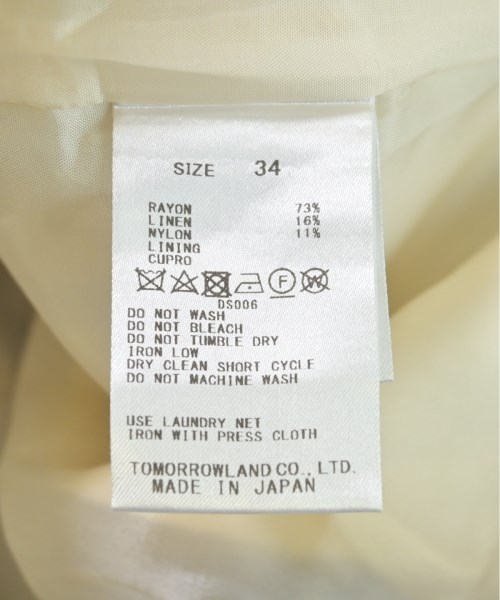 SIZE 34
RAYON 73%
LINEN 16%
NYLON 11%
LINING
CUPRO
F W
DS006
DO NOT WASH
DO NOT BLEACH
DO NOT TUMBLE DRY
IRON LOW
DRY CLEAN SHORT CYCLE
DO NOT MACHINE WASH
USE LAUNDRY NET
IRON WITH PRESS CLOTH
TOMORROWLAND CO., LTD.
MADE IN JAPAN